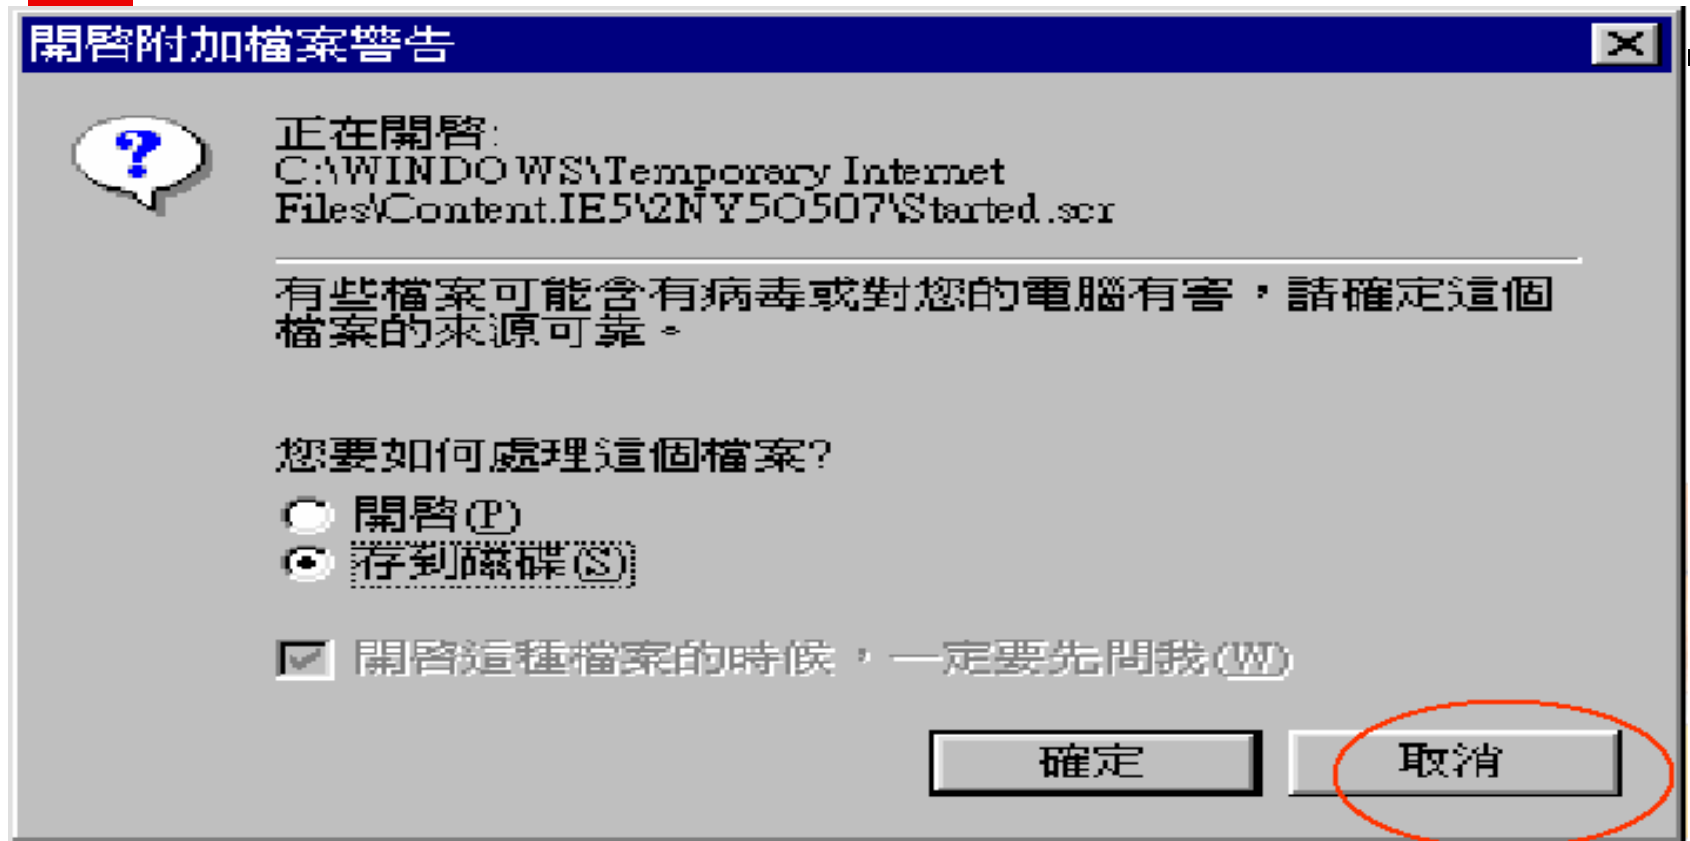 開啓附加檔案警告
正在開啓:
C:\WINDOWS\Temporary Internet
Files\Content.IE5\2NY5O507\Started.scr
有些檔案可能含有病毒或對您的電腦有害，請確定這個
檔案的來源可靠。
您要如何處理這個檔案?
開啓(P)
存到磁碟(S)
開啓這種檔案的時候，一定要先問我(W)
確定
取消